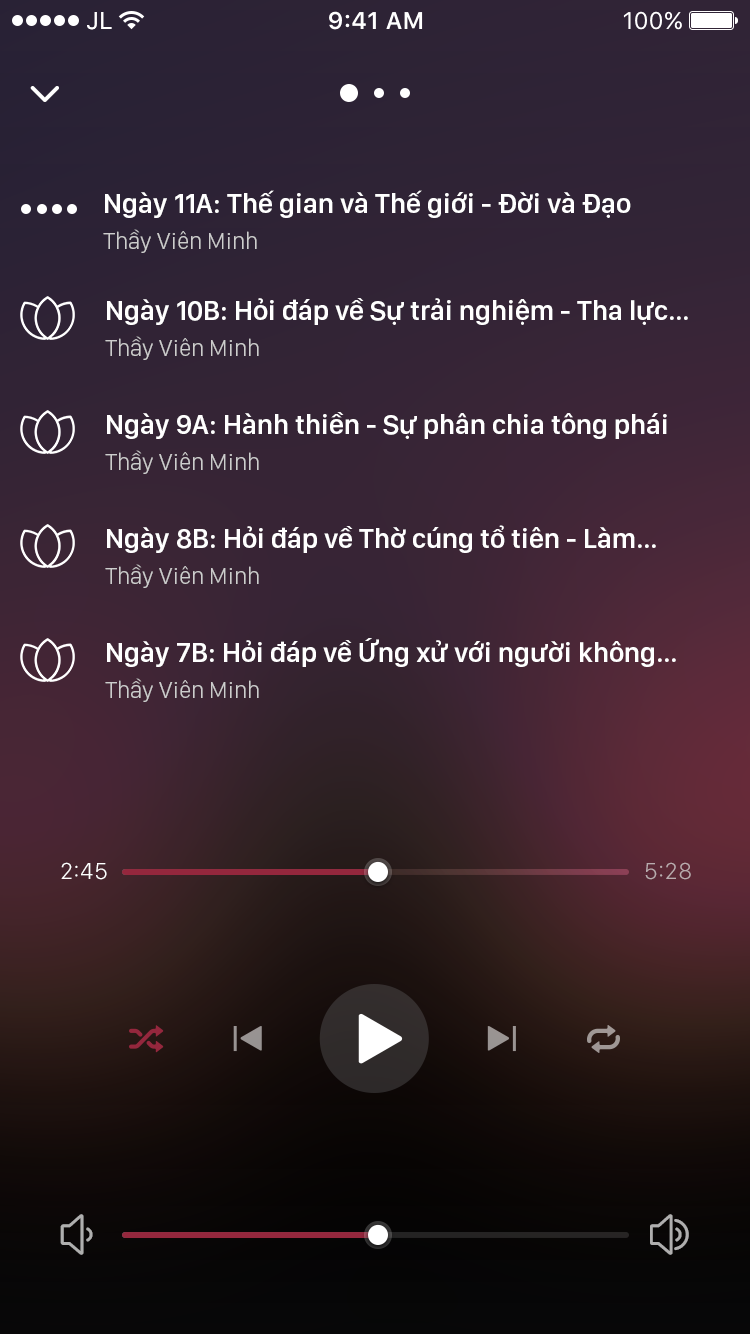 JL 9:41 AM 100%
Ngày 11A: Thế gian và Thế giới - Đời và Đạo
Thầy Viên Minh
Ngày 10B: Hỏi đáp về Sự trải nghiệm - Tha lực...
Thầy Viên Minh
Ngày 9A: Hành thiền - Sự phân chia tông phái
Thầy Viên Minh
Ngày 8B: Hỏi đáp về Thờ cúng tổ tiên - Làm...
Thầy Viên Minh
Ngày 7B: Hỏi đáp về Ứng xử với người không...
Thầy Viên Minh
2:45 5:28